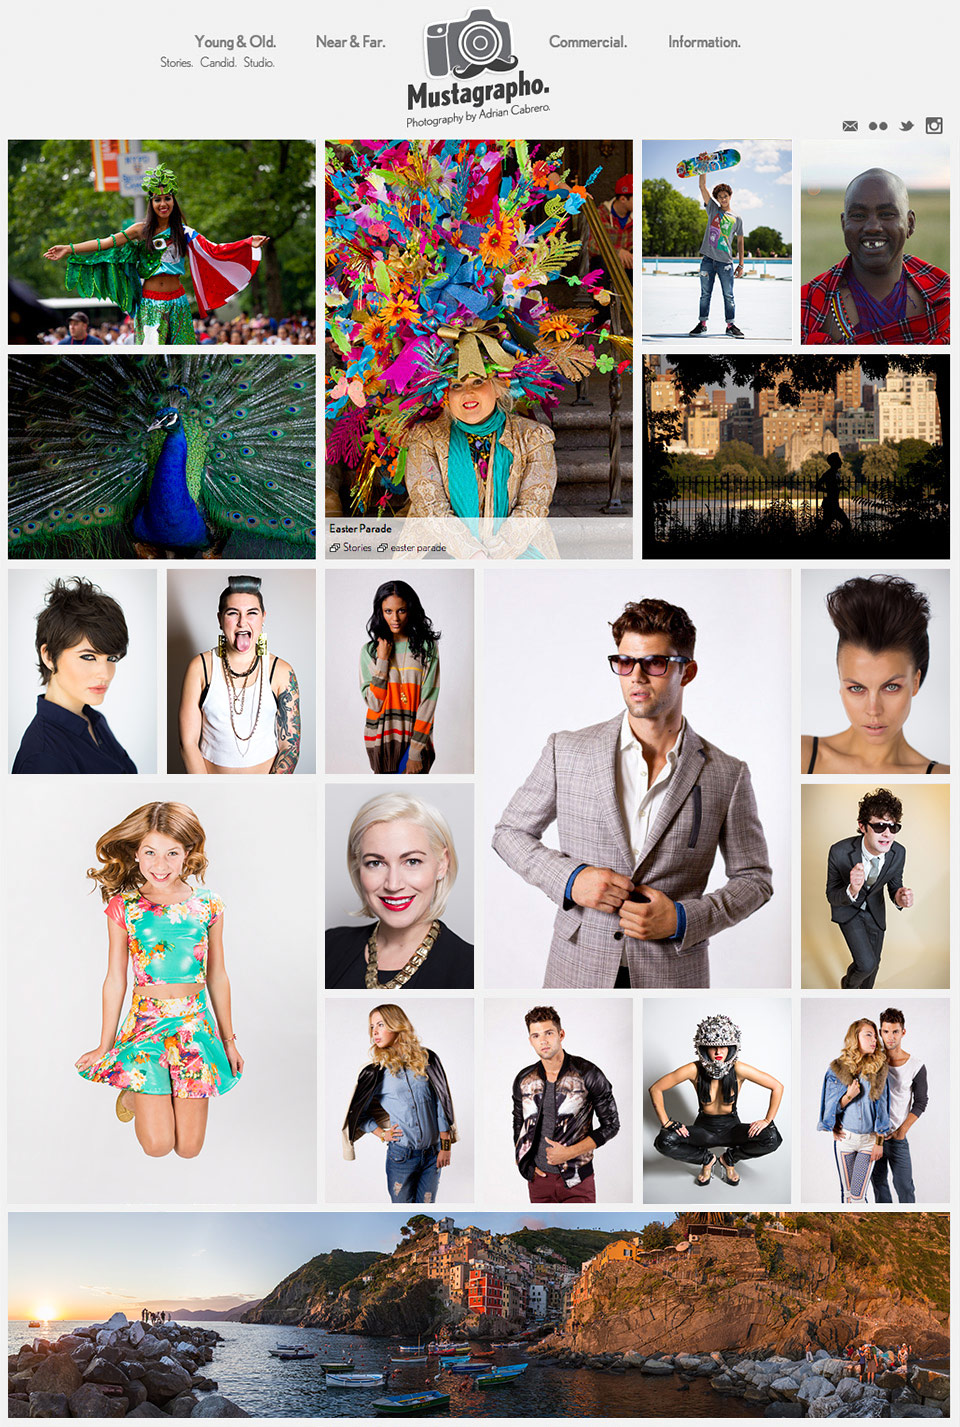 Young & Old.
Near & Far.
Commercial.
Information.
Stories. Candid. Studio.
Mustagrapho.
Photography by Adrian Cabrero.
NYPD
Easter Parade
Stories easter parade